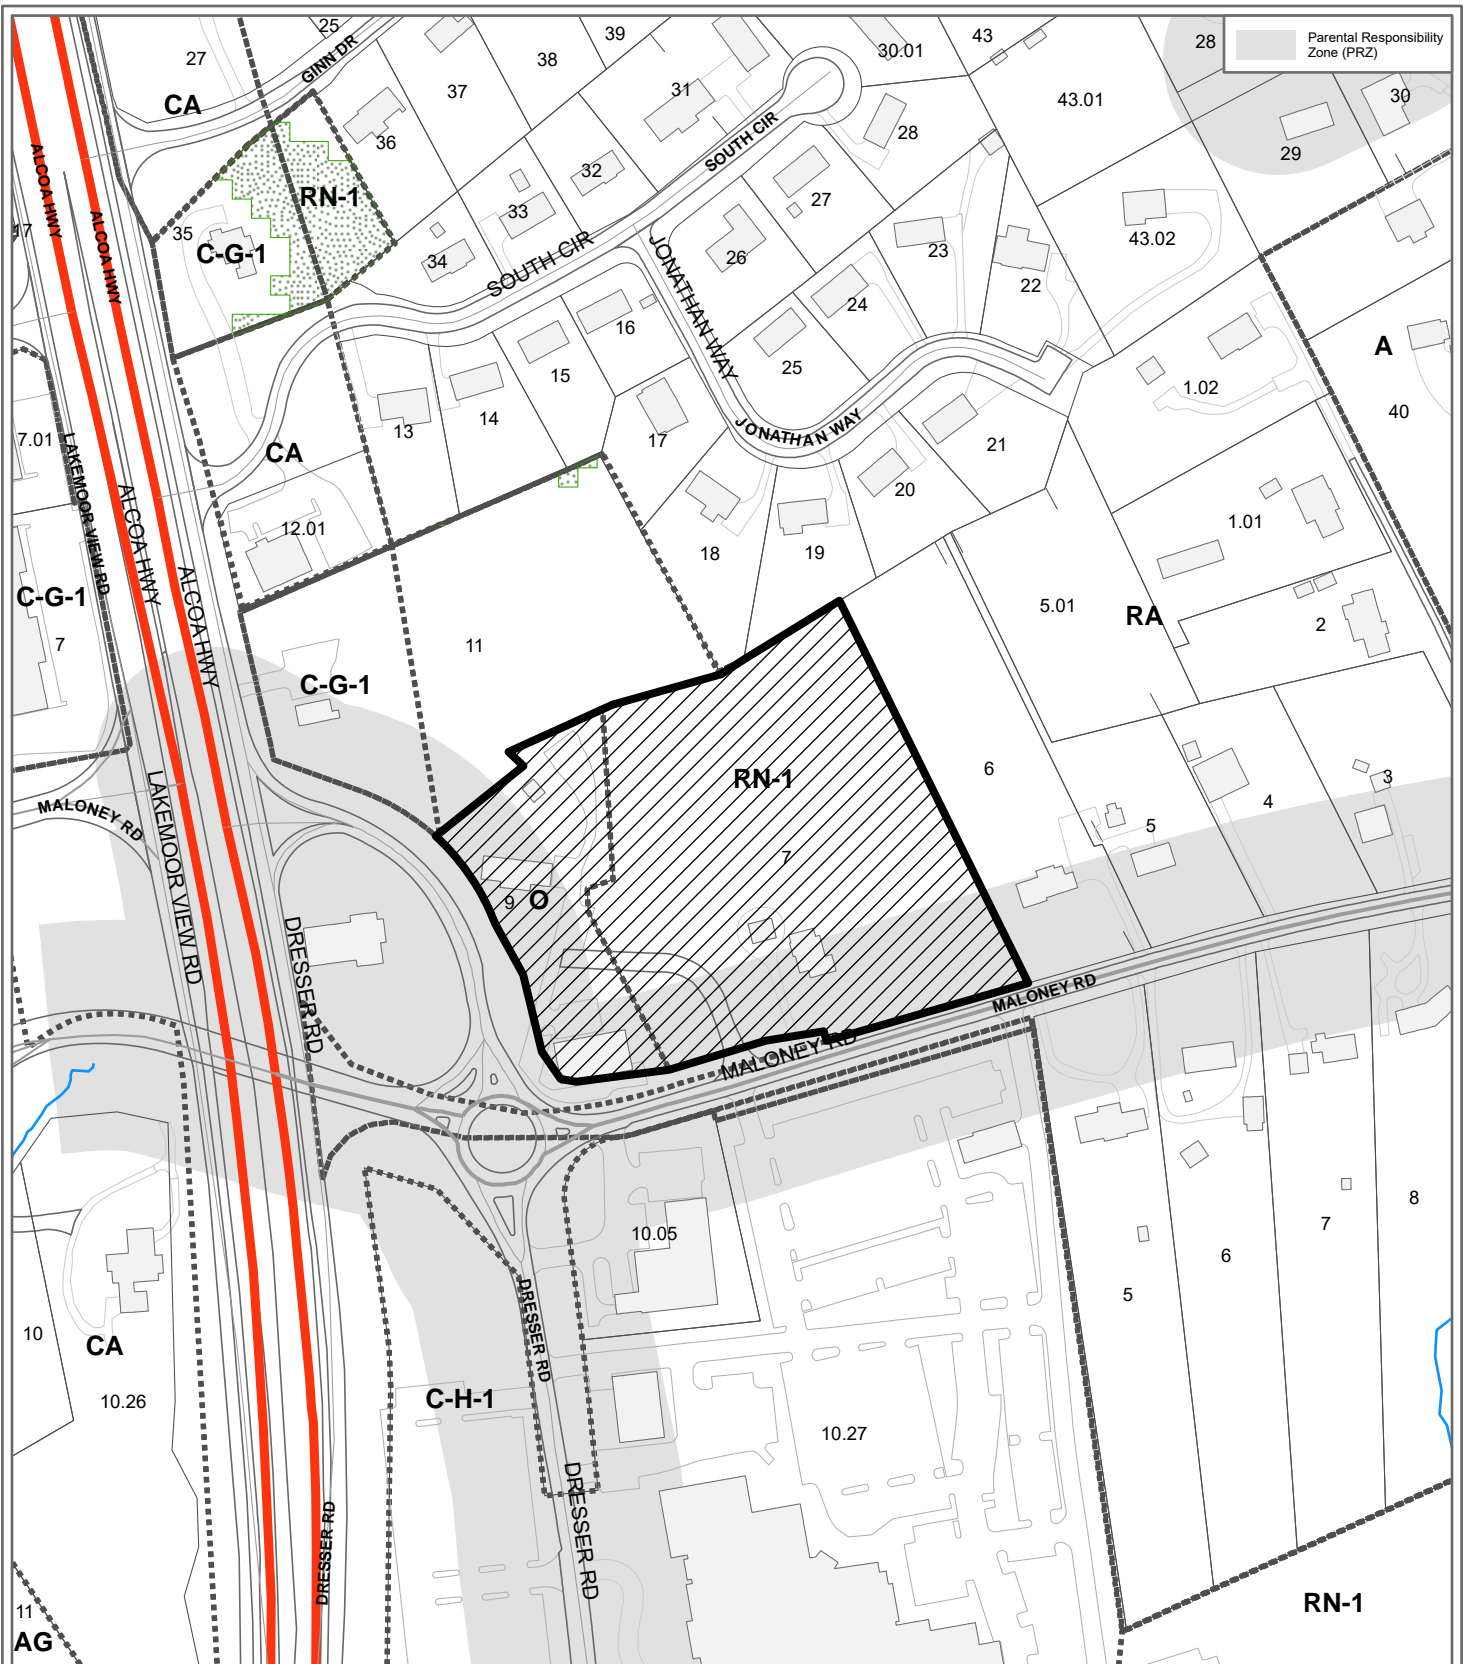 Parental Responsibility
Zone (PRZ)
25
39
43
28
27
GINN DR
38
30.01
37
31
43.01
30
CA
36
28
29
SOUTH CIR
32
27
ALCOA HWY
RN-1
33
43.02
17
35
ALCOA HWY
C-G-1
34
SOUTH CIR
JONATHAN WAY
26
23
40
22
24
16
A
25
15
1.02
14
40
13
17
JONATHAN WAY
21
7.01
LAKEMOOR VIEW RD
CA
20
ALCOA HWY
12.01
18
19
1.01
C-G-1
ALCOA HWY
5.01
RA
2
7
11
C-G-1
RN-1
6
3
MALONEY RD
LAKEMOOR VIEW RD
4
5
7
9
O
DRESSER RD
MALONEY RD
MALONEY RD
10.05
8
7
6
5
10
CA
DRESSER RD
10.26
C-H-1
10.27
DRESSER RD
DRESSER RD
11
AG
RN-1